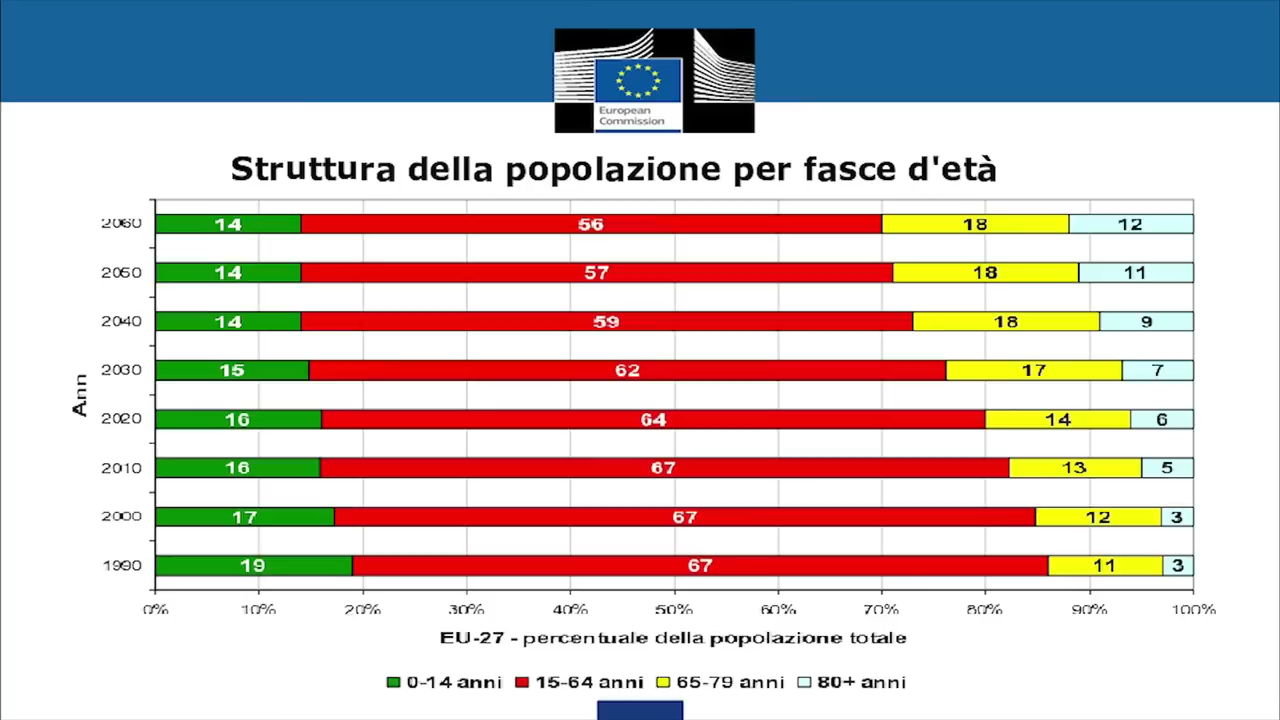 European
Commission
Struttura della popolazione per fasce d'età
2060 14 56 18 12
2050 14 57 18 11
2040 14 59 18 9
2030 15 62 17 7
2020 16 64 14 6
2010 16 67 13 5
2000 17 67 12 3
1990 19 67 11 3
Ann
0% 10% 20% 30% 40% 50% 60% 70% 80% 90% 100%
EU-27 - percentuale della popolazione totale
0-14 anni 15-64 anni 65-79 anni 80+ anni